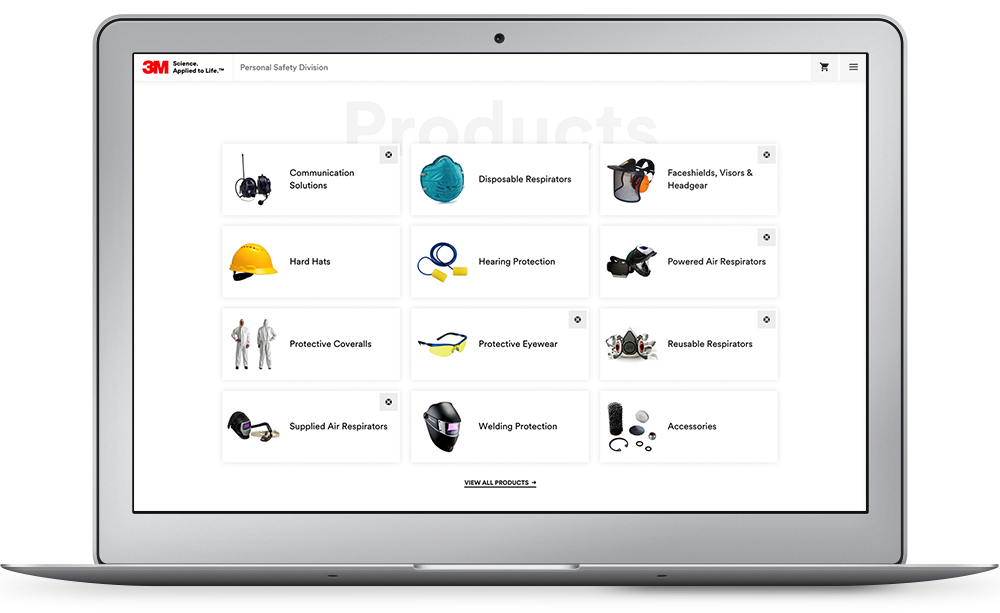 3M Science.
Applied to Life.™
Personal Safety Division
Products
Communication
Solutions
Disposable Respirators
Faceshields, Visors &
Headgear
Hard Hats
Hearing Protection
Powered Air Respirators
Protective Coveralls
Protective Eyewear
Reusable Respirators
Supplied Air Respirators
Welding Protection
Accessories
VIEW ALL PRODUCTS →